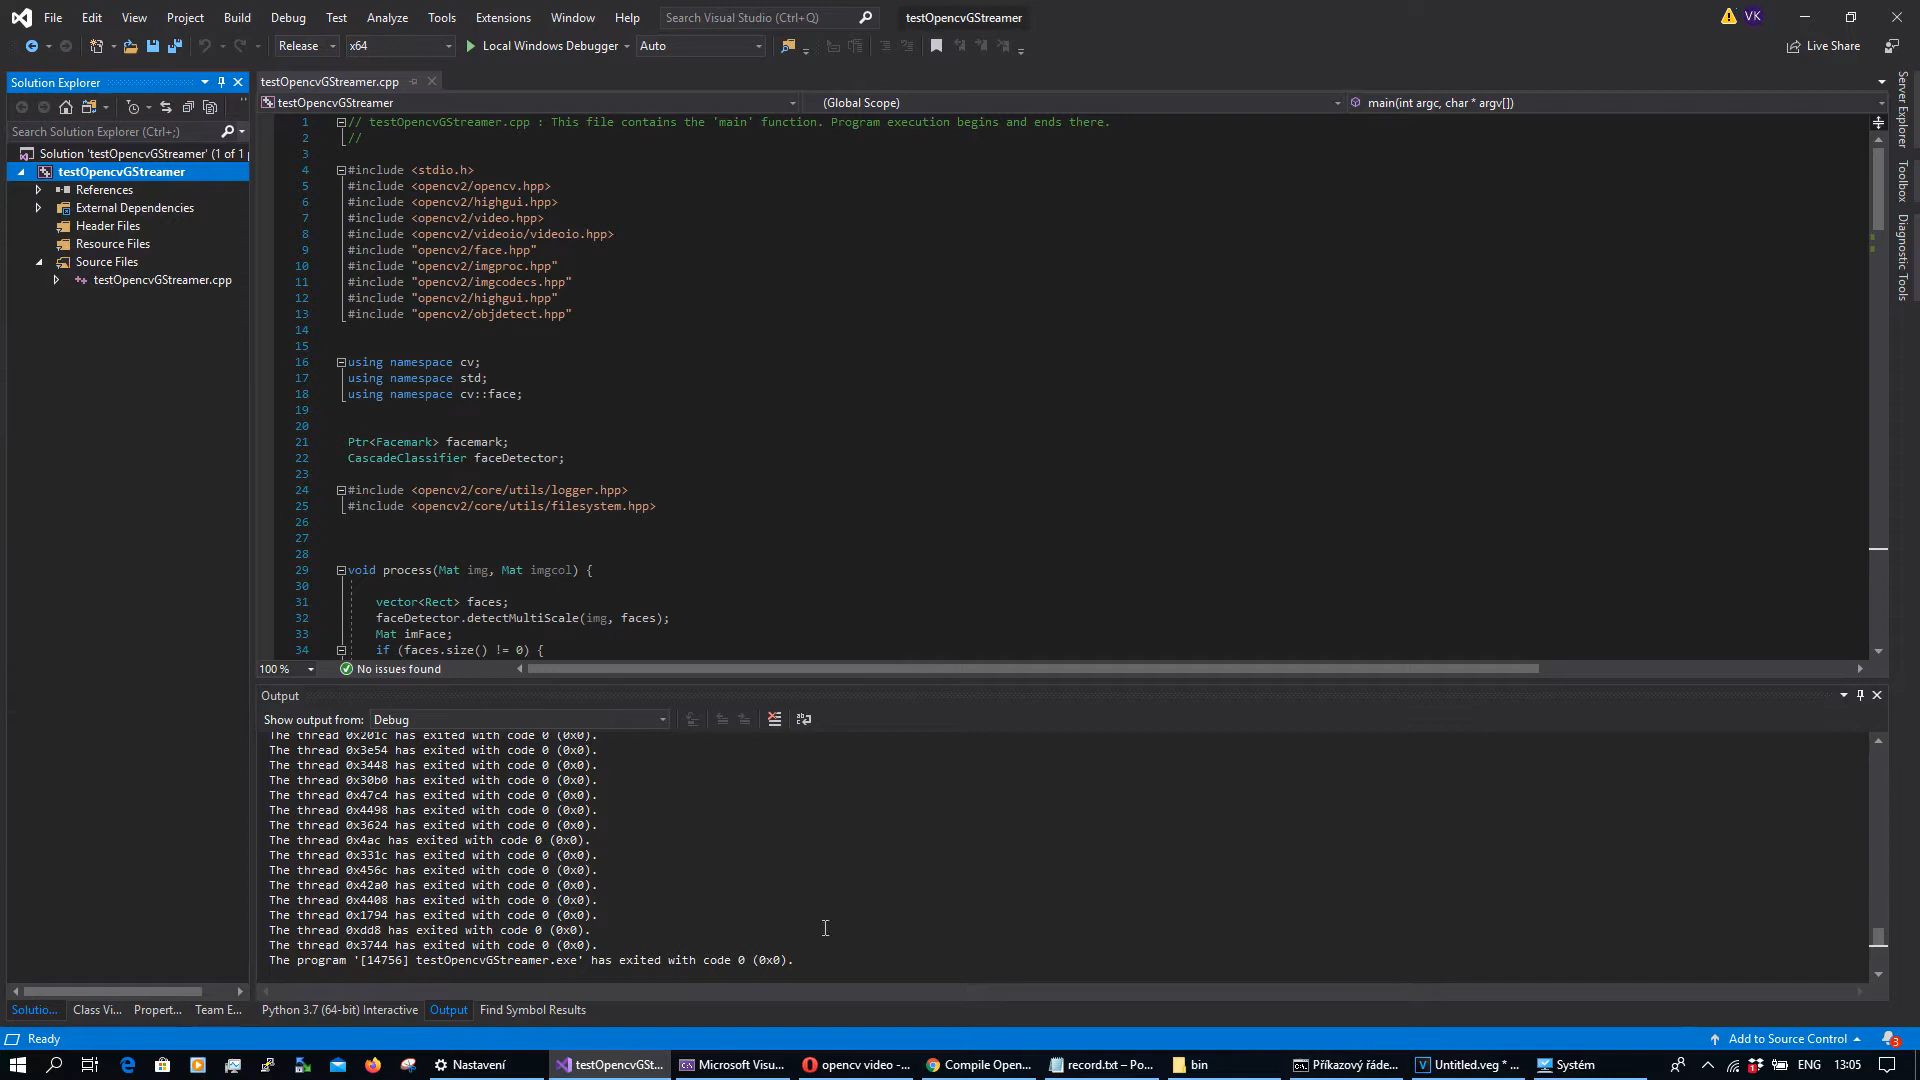 File Edit View Project Build Debug Test Analyze Tools Extensions Window Help Search Visual Studio (Ctrl+Q) testOpencvGStreamer VK
Release x64 Local Windows Debugger Auto Live Share
Solution Explorer
Search Solution Explorer (Ctrl+;)
Solution 'testOpencvGStreamer' (1 of 1
testOpencvGStreamer
References
External Dependencies
Header Files
Resource Files
Source Files
testOpencvGStreamer.cpp
testOpencvGStreamer.cpp
testOpencvGStreamer (Global Scope) main(int argc, char * argv[])
1 // testOpencvGStreamer.cpp : This file contains the 'main' function. Program execution begins and ends there.
2 //
3
4 #include <stdio.h>
5 #include <opencv2/opencv.hpp>
6 #include <opencv2/highgui.hpp>
7 #include <opencv2/video.hpp>
8 #include <opencv2/videoio/videoio.hpp>
9 #include "opencv2/face.hpp"
10 #include "opencv2/imgproc.hpp"
11 #include "opencv2/imgcodecs.hpp"
12 #include "opencv2/highgui.hpp"
13 #include "opencv2/objdetect.hpp"
14
15
16 using namespace cv;
17 using namespace std;
18 using namespace cv::face;
19
20
21 Ptr<Facemark> facemark;
22 CascadeClassifier faceDetector;
23
24 #include <opencv2/core/utils/logger.hpp>
25 #include <opencv2/core/utils/filesystem.hpp>
26
27
28
29 void process(Mat img, Mat imgcol) {
30
31 vector<Rect> faces;
32 faceDetector.detectMultiScale(img, faces);
33 Mat imFace;
34 if (faces.size() != 0) {
100 % No issues found
Output
Show output from: Debug
The thread 0x201c has exited with code 0 (0x0).
The thread 0x3e54 has exited with code 0 (0x0).
The thread 0x3448 has exited with code 0 (0x0).
The thread 0x30b0 has exited with code 0 (0x0).
The thread 0x47c4 has exited with code 0 (0x0).
The thread 0x4498 has exited with code 0 (0x0).
The thread 0x3624 has exited with code 0 (0x0).
The thread 0x4ac has exited with code 0 (0x0).
The thread 0x331c has exited with code 0 (0x0).
The thread 0x456c has exited with code 0 (0x0).
The thread 0x42a0 has exited with code 0 (0x0).
The thread 0x4408 has exited with code 0 (0x0).
The thread 0x1794 has exited with code 0 (0x0).
The thread 0xdd8 has exited with code 0 (0x0).
The thread 0x3744 has exited with code 0 (0x0).
The program '[14756] testOpencvGStreamer.exe' has exited with code 0 (0x0).
Solutio... Class Vi... Propert... Team E... Python 3.7 (64-bit) Interactive Output Find Symbol Results
Ready Add to Source Control 3
Nastavení testOpencvGSt... Microsoft Visu... opencv video -... Compile Open... record.txt – Po... bin Příkazový řáde... Untitled.veg * ... Systém ENG 13:05
Server Explorer
Toolbox
Diagnostic Tools